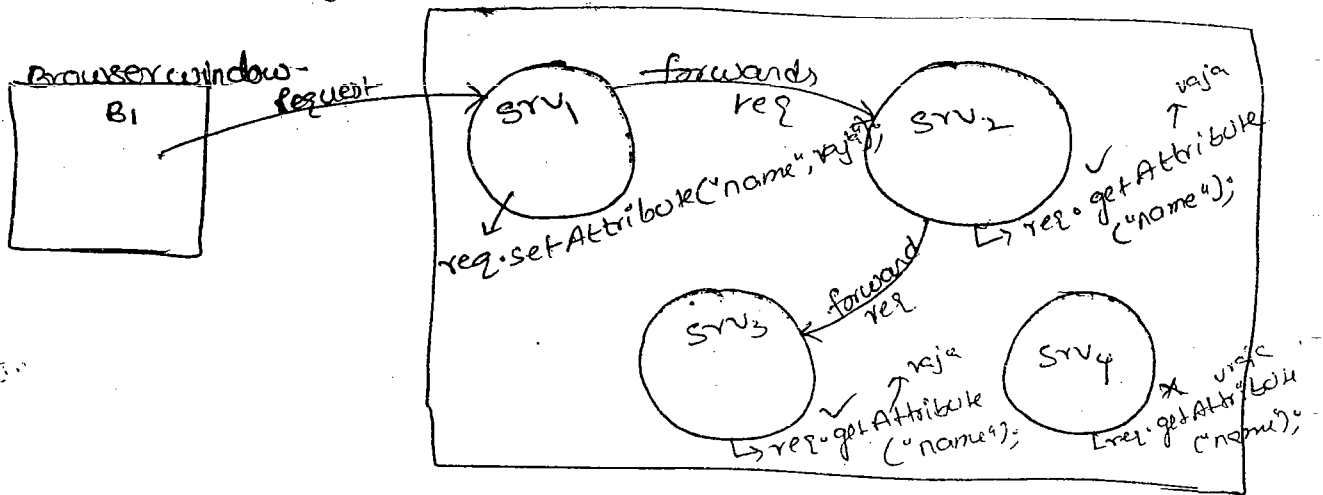 Browser window-
B1
Request
Srv1
forwards
req
Srv2
req.setAttribute("name","raja");
raja
✓
req.getAttribute
("name");
forward
req.
Srv3
raja
✓
req.getAttribute
("name");
Srv4
x
raja
req.getAttribute
("name");